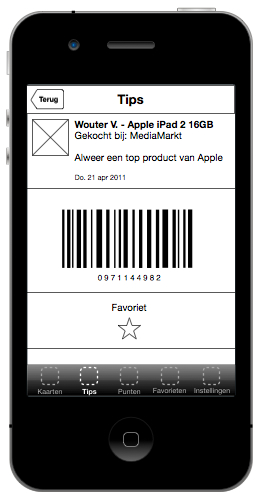 Terug
Tips
Wouter V. - Apple iPad 2 16GB
Gekocht bij: MediaMarkt
Alweer een top product van Apple
Do. 21 apr 2011
0971144982
Favoriet
Kaarten Tips Punten Favorieten Instellingen